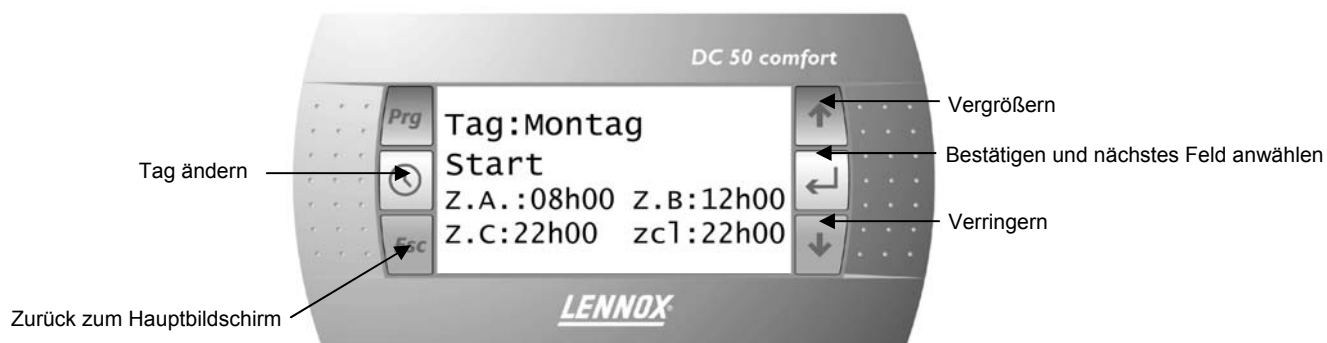 DC 50 comfort
Prg
Tag:Montag
Start
Z.A.:08h00 Z.B:12h00
Z.C:22h00 zcl:22h00
Esc
LENNOX
Tag ändern
Zurück zum Hauptbildschirm
Vergrößern
Bestätigen und nächstes Feld anwählen
Verringern